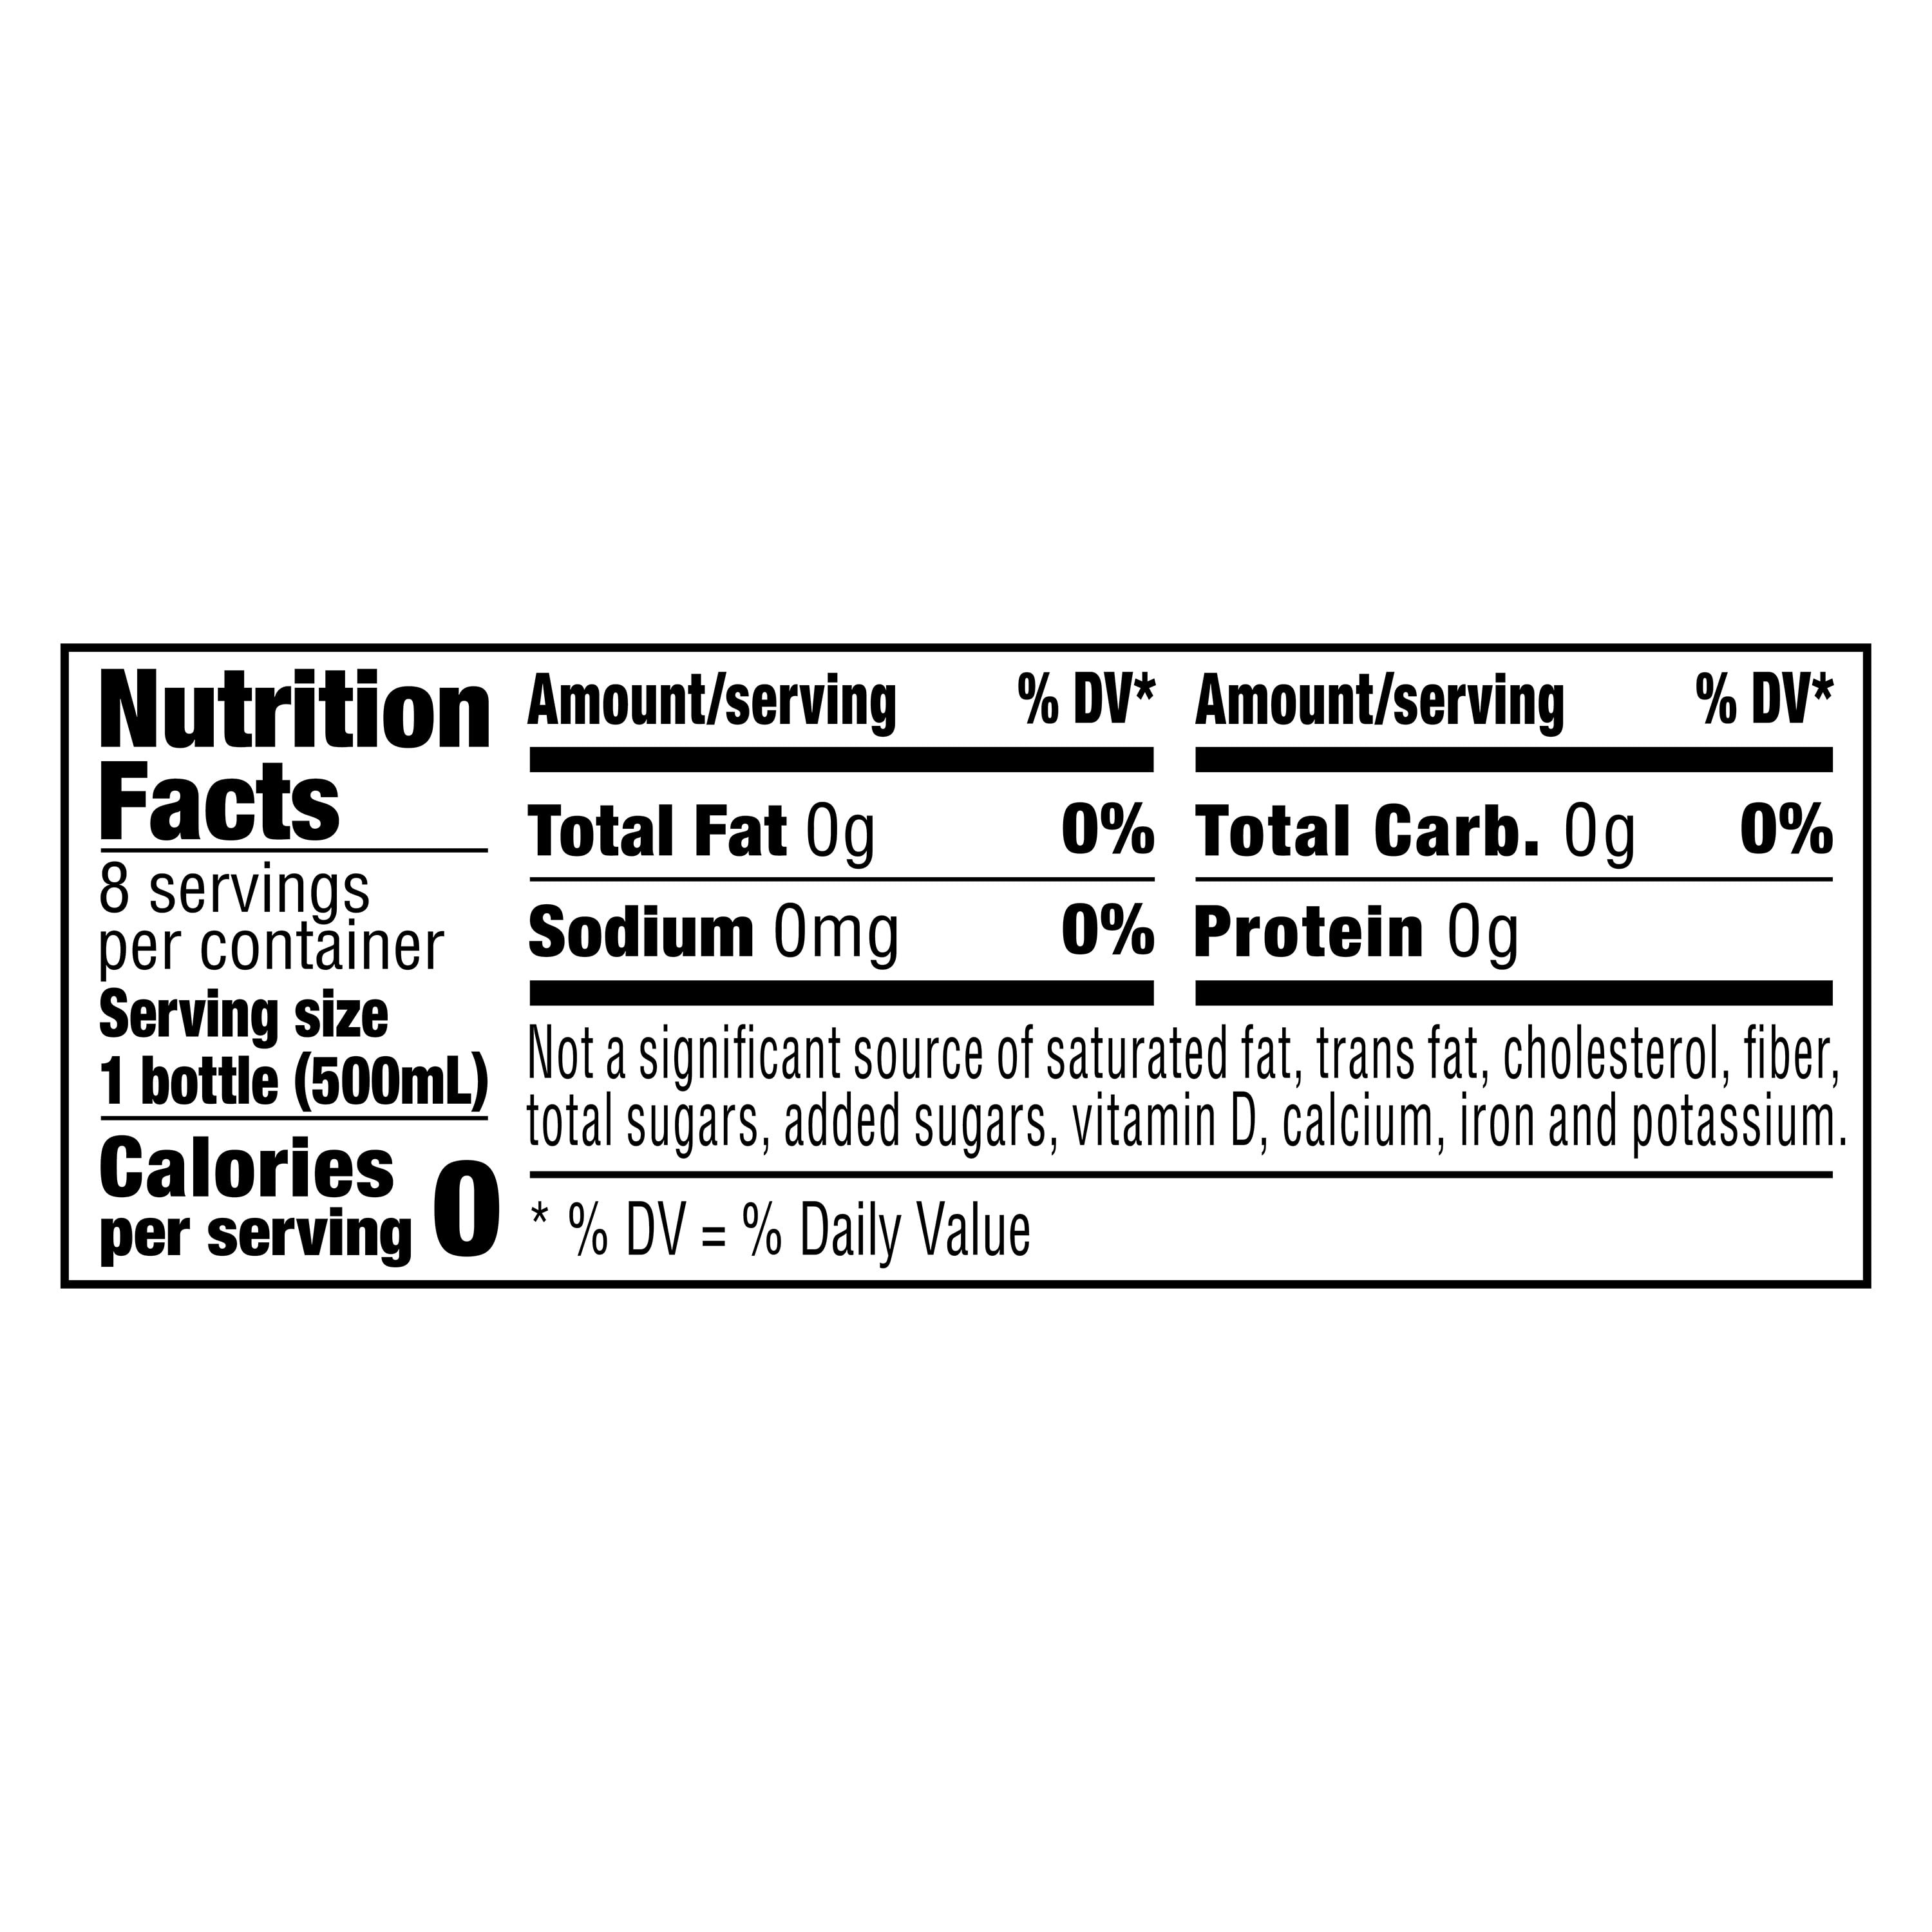 Nutrition
Facts
8 servings
per container
Serving size
1 bottle (500mL)
Calories
per serving 0
Amount/serving % DV*
Total Fat 0g 0%
Sodium 0mg 0%
Amount/serving % DV*
Total Carb. 0g 0%
Protein 0g
Not a significant source of saturated fat, trans fat, cholesterol, fiber,
total sugars, added sugars, vitamin D, calcium, iron and potassium.
* % DV = % Daily Value